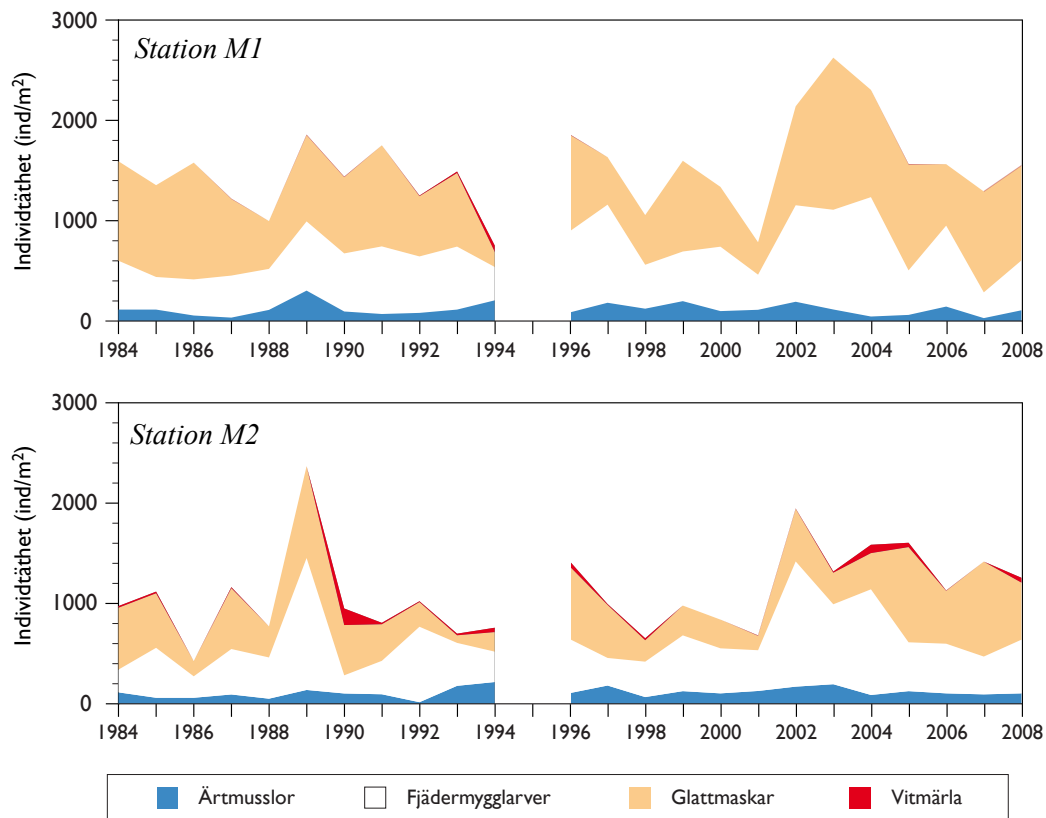 Station M1
Individtäthet (ind/m²)
3000
2000
1000
0
1984 1986 1988 1990 1992 1994 1996 1998 2000 2002 2004 2006 2008
Station M2
Individtäthet (ind/m²)
3000
2000
1000
0
1984 1986 1988 1990 1992 1994 1996 1998 2000 2002 2004 2006 2008
Ärtmusslor Fjädermygglarver Glattmaskar Vitmärla